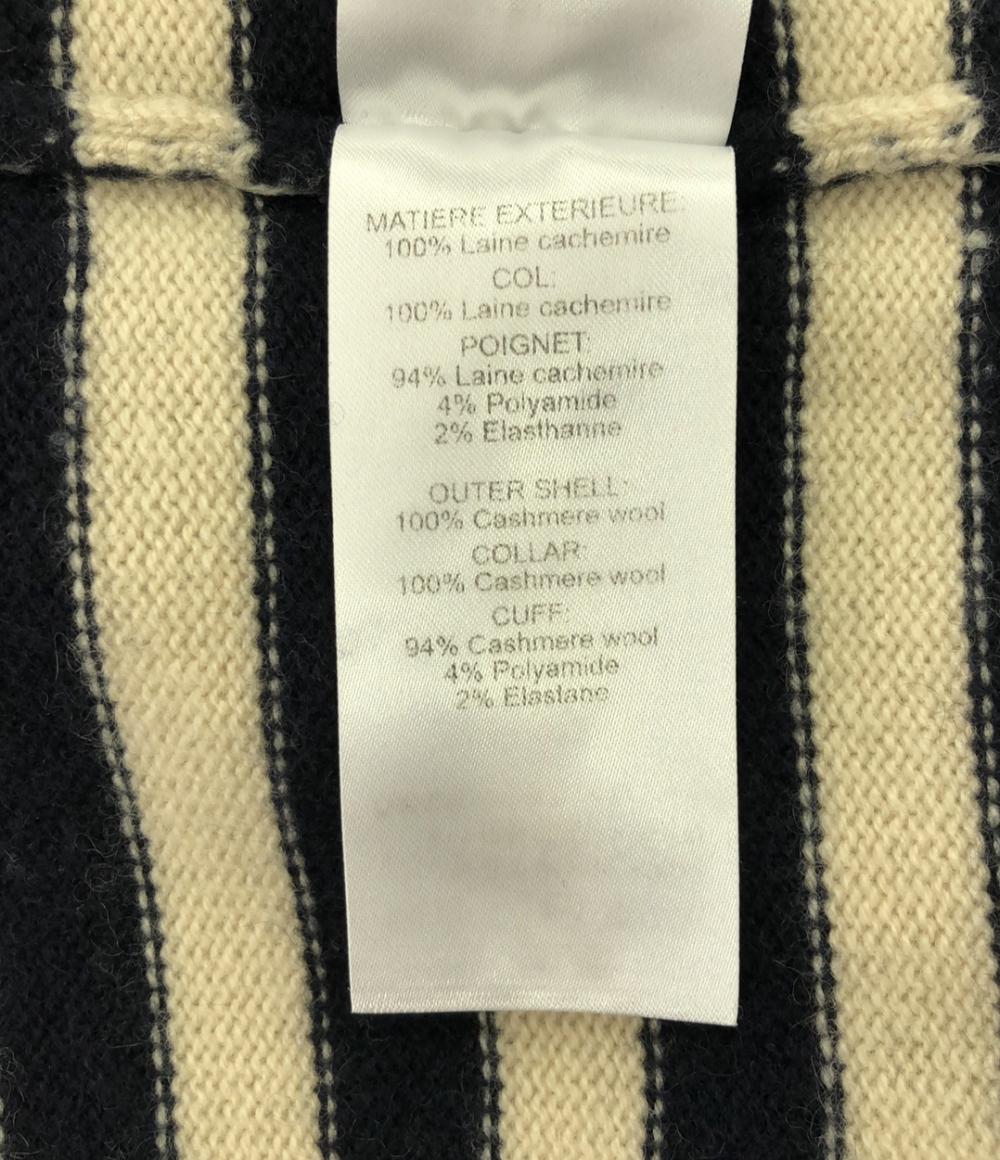 MATIERE EXTERIEURE:
100% Laine cachemire
COL:
100% Laine cachemire
POIGNET:
94% Laine cachemire
4% Polyamide
2% Elasthanne
OUTER SHELL:
100% Cashmere wool
COLLAR:
100% Cashmere wool
CUFF:
94% Cashmere wool
4% Polyamide
2% Elastane